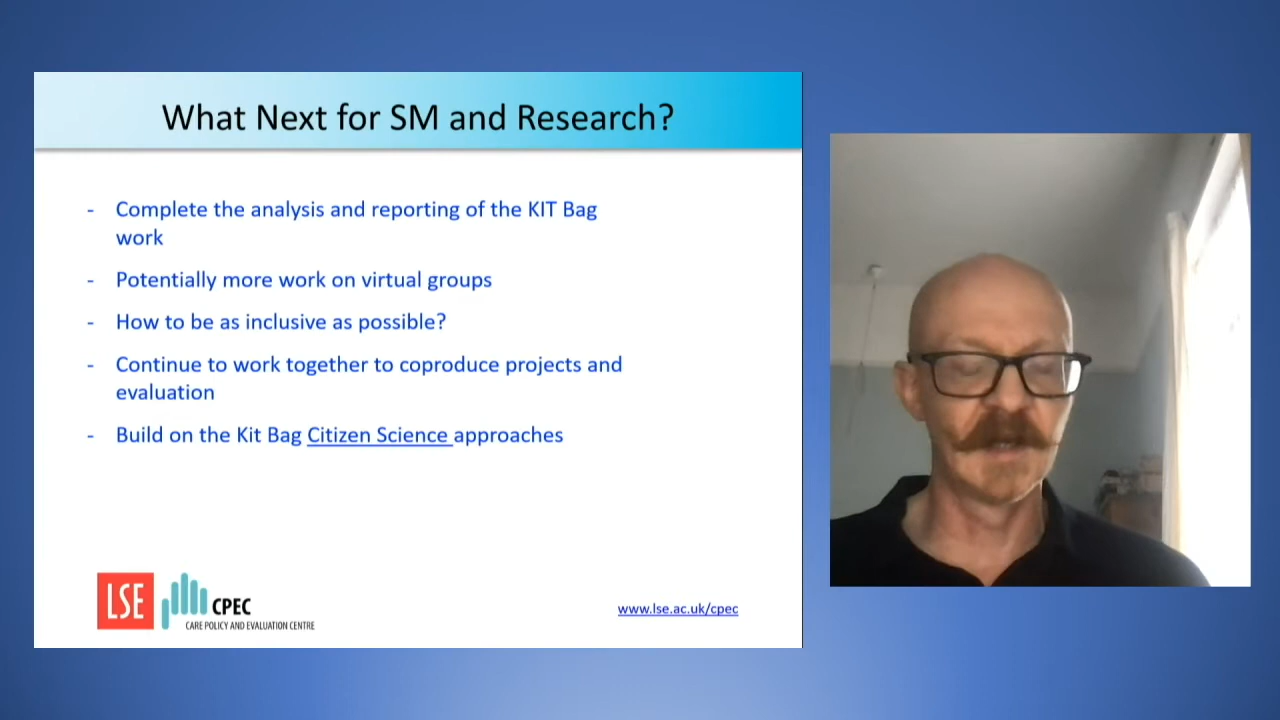 What Next for SM and Research?
- Complete the analysis and reporting of the KIT Bag
work
- Potentially more work on virtual groups
- How to be as inclusive as possible?
- Continue to work together to coproduce projects and
evaluation
- Build on the Kit Bag Citizen Science approaches
LSE
CPEC
CARE POLICY AND EVALUATION CENTRE
www.lse.ac.uk/cpec